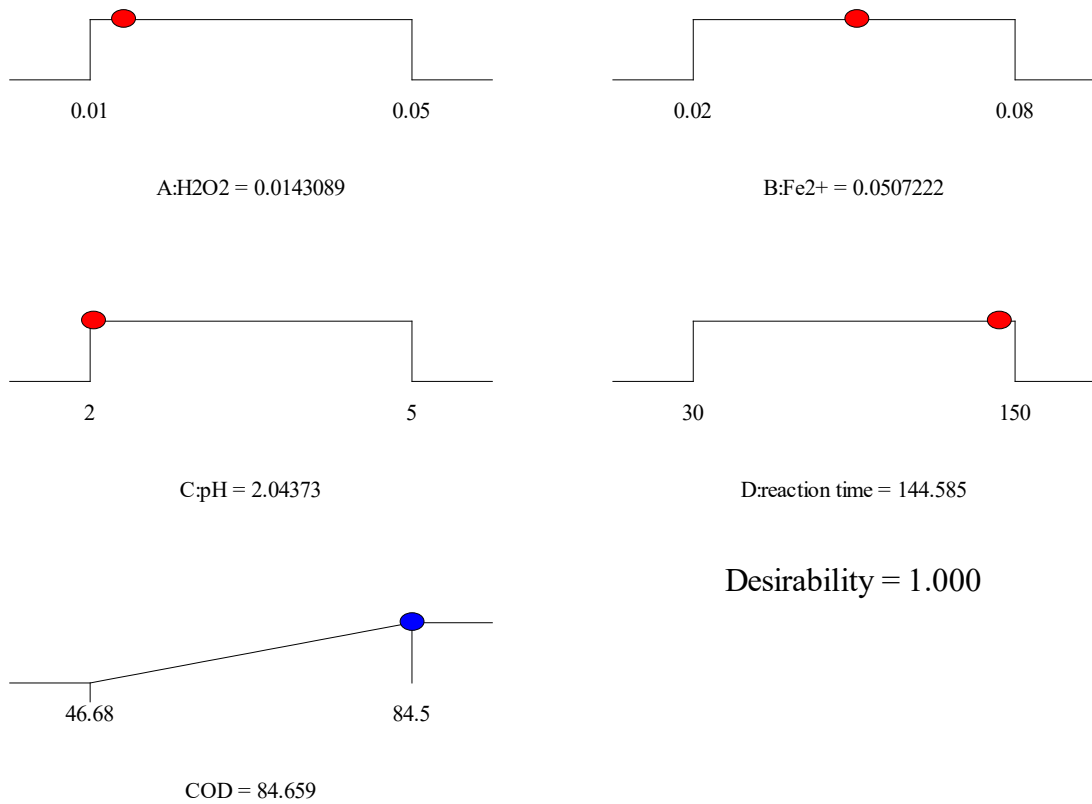 0.01 0.05
0.02 0.08
A:H2O2 = 0.0143089
B:Fe2+ = 0.0507222
2 5
30 150
C:pH = 2.04373
D:reaction time = 144.585
Desirability = 1.000
46.68 84.5
COD = 84.659